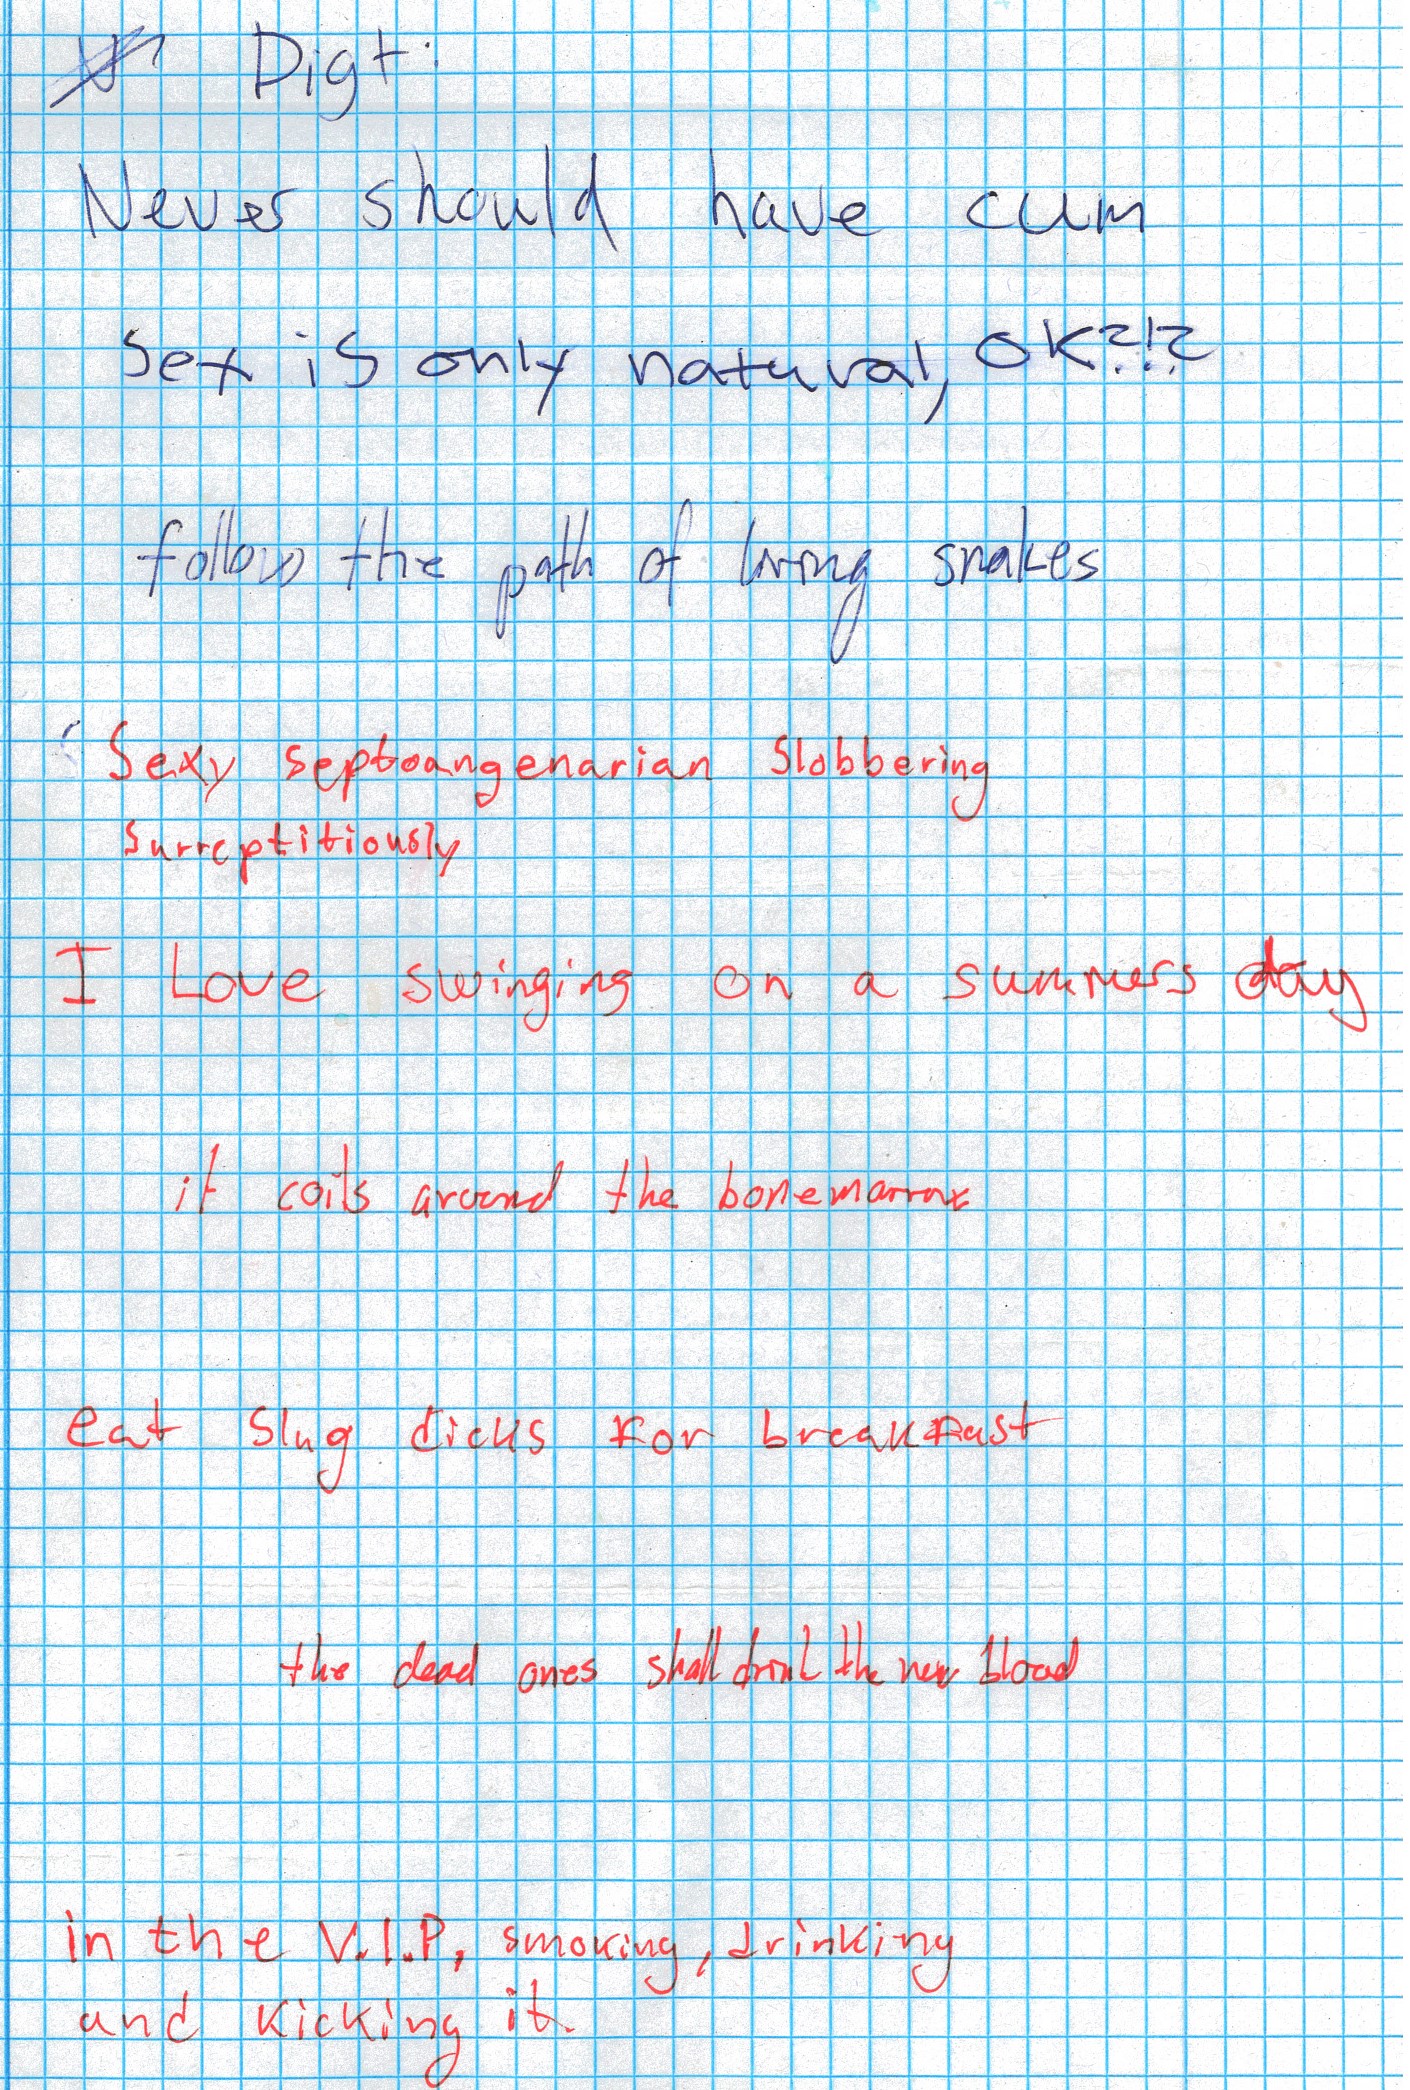 Digt:
Never should have cum
Sex is only natural, OK?!?
follow the path of living snakes
Sexy septoangenarian Slobbering
Surreptitiously
I Love swinging on a summers day
it coils around the bonemarrow
eat slug dicks for breakfast
the dead ones shall drink the new blood
in the V.I.P, smoking, drinking
and kicking it.